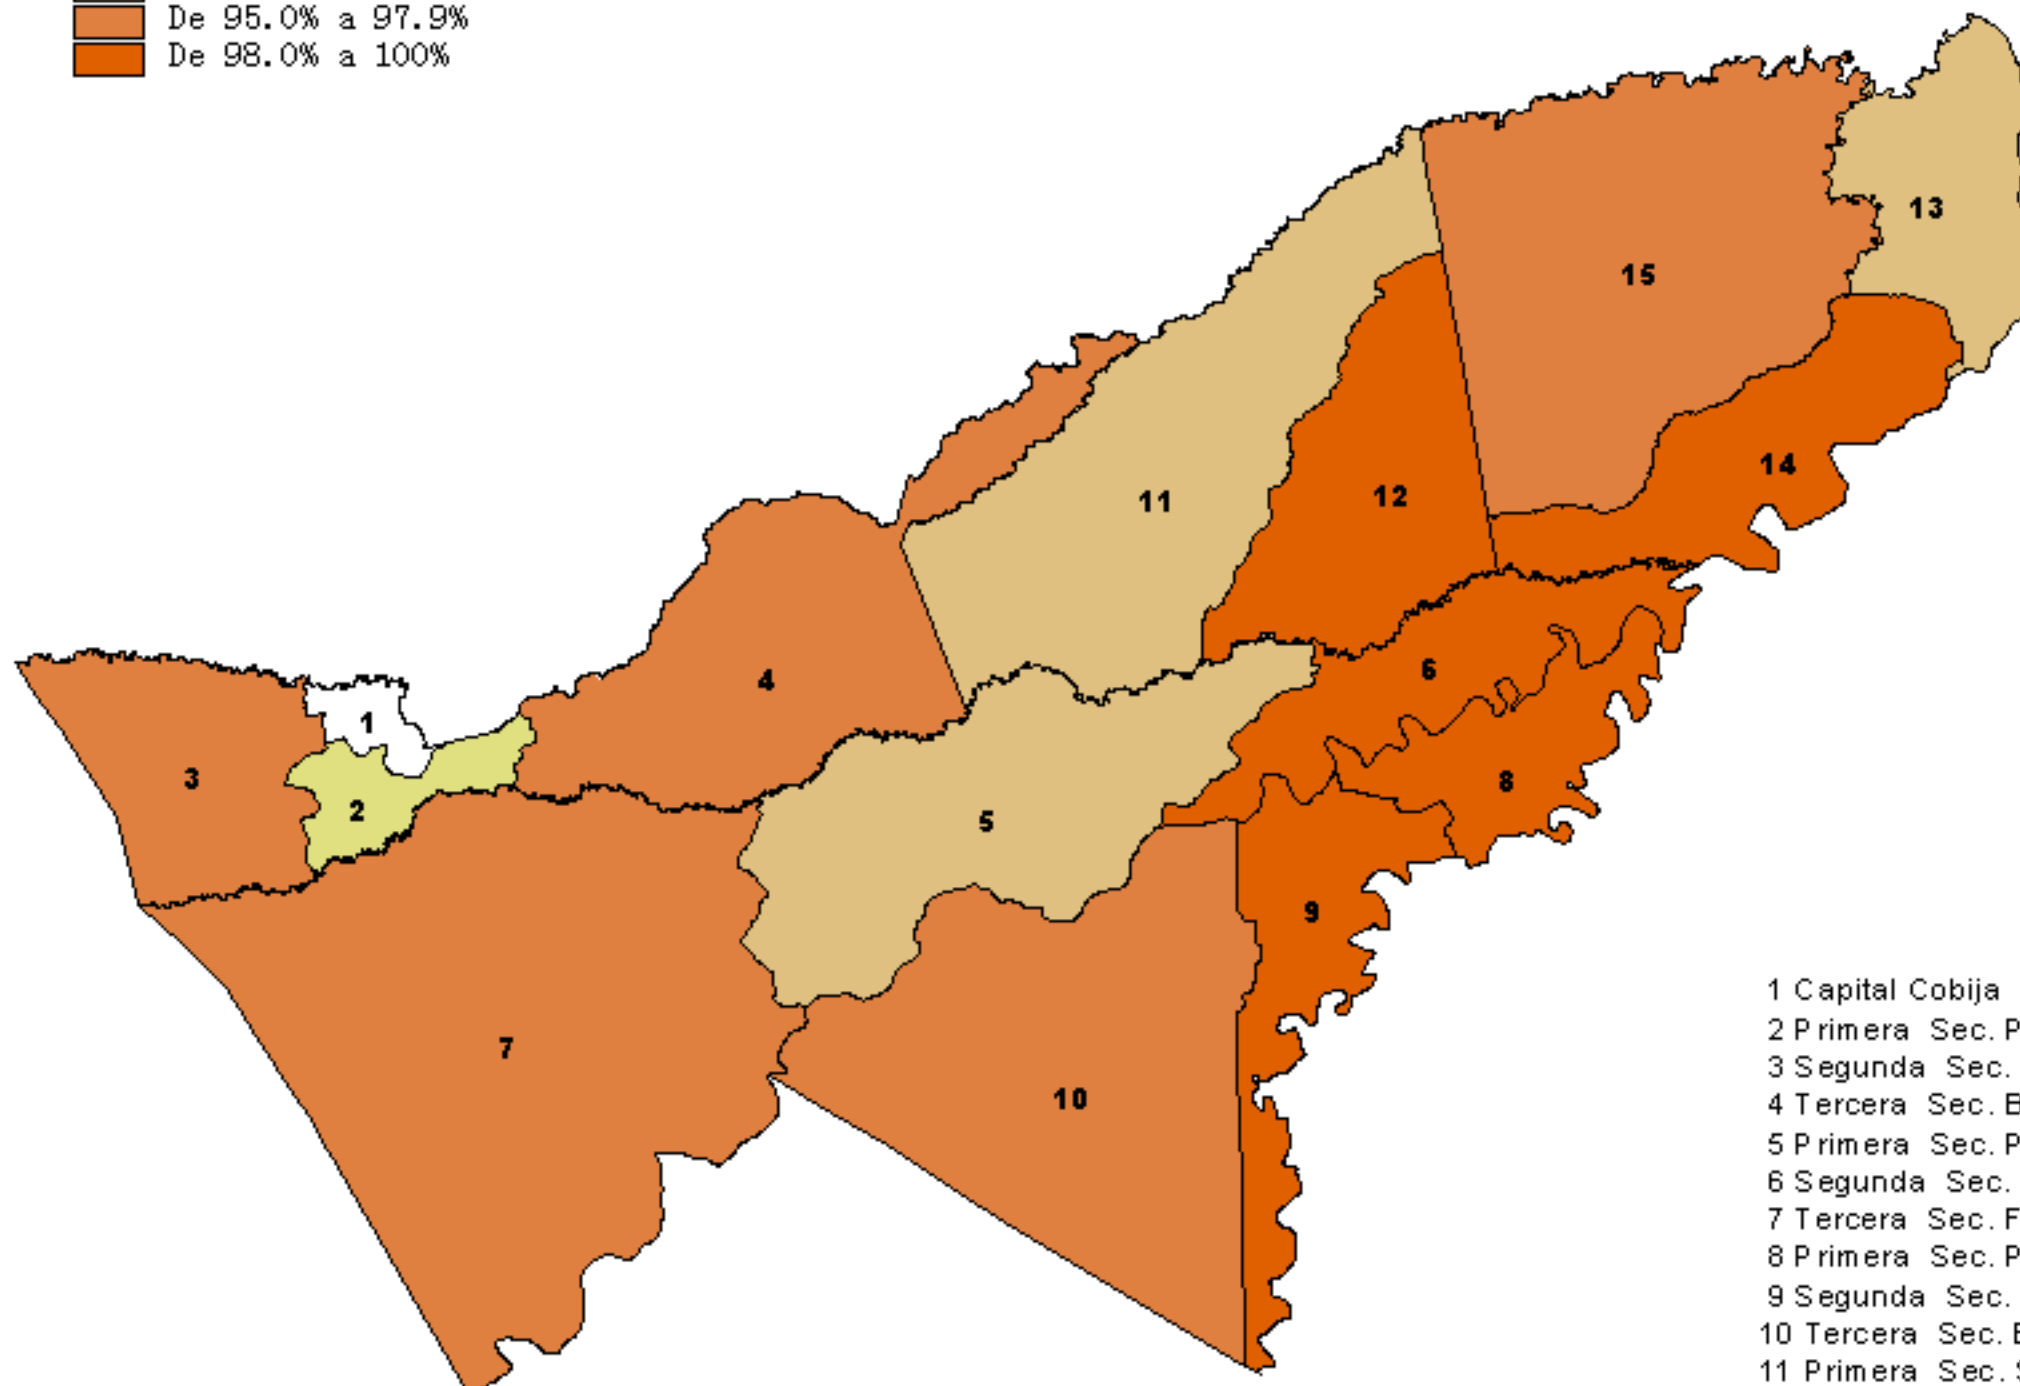 De 95.0% a 97.9%
De 98.0% a 100%
13
15
14
12
11
6
4
1
3
2
5
8
9
7
10
1 Capital Cobija
2 Primera Sec. P
3 Segunda Sec.
4 Tercera Sec. B
5 Primera Sec. P
6 Segunda Sec.
7 Tercera Sec. F
8 Primera Sec. P
9 Segunda Sec.
10 Tercera Sec. E
11 Primera Sec. S